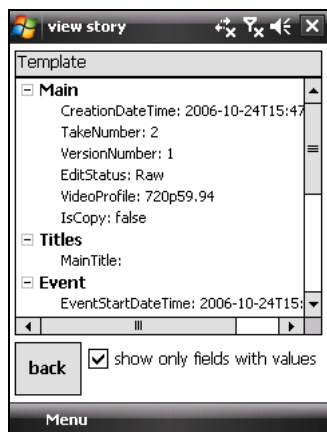 view story
Template
Main
CreationDateTime: 2006-10-24T15:47
TakeNumber: 2
VersionNumber: 1
EditStatus: Raw
VideoProfile: 720p59.94
IsCopy: false
Titles
MainTitle:
Event
EventStartDateTime: 2006-10-24T15:
back
show only fields with values
Menu